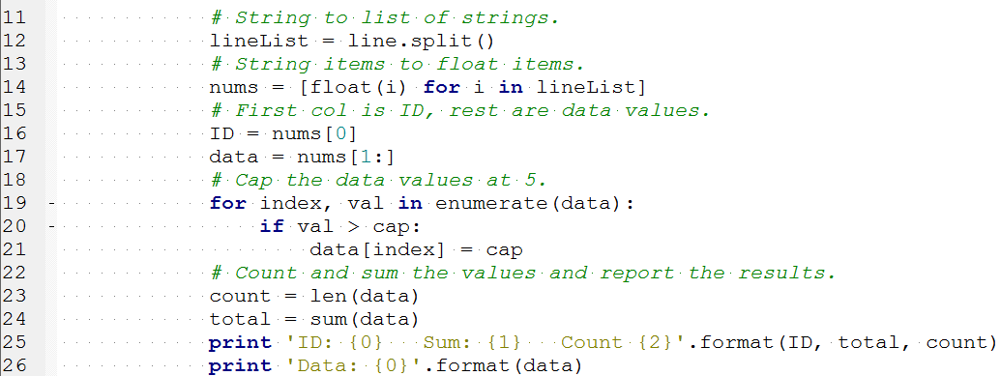 11 # String to list of strings.
12 lineList = line.split()
13 # String items to float items.
14 nums = [float(i) for i in lineList]
15 # First col is ID, rest are data values.
16 ID = nums[0]
17 data = nums[1:]
18 # Cap the data values at 5.
19 - for index, val in enumerate(data):
20 - if val > cap:
21 data[index] = cap
22 # Count and sum the values and report the results.
23 count = len(data)
24 total = sum(data)
25 print 'ID: {0}   Sum: {1}   Count {2}'.format(ID, total, count)
26 print 'Data: {0}'.format(data)